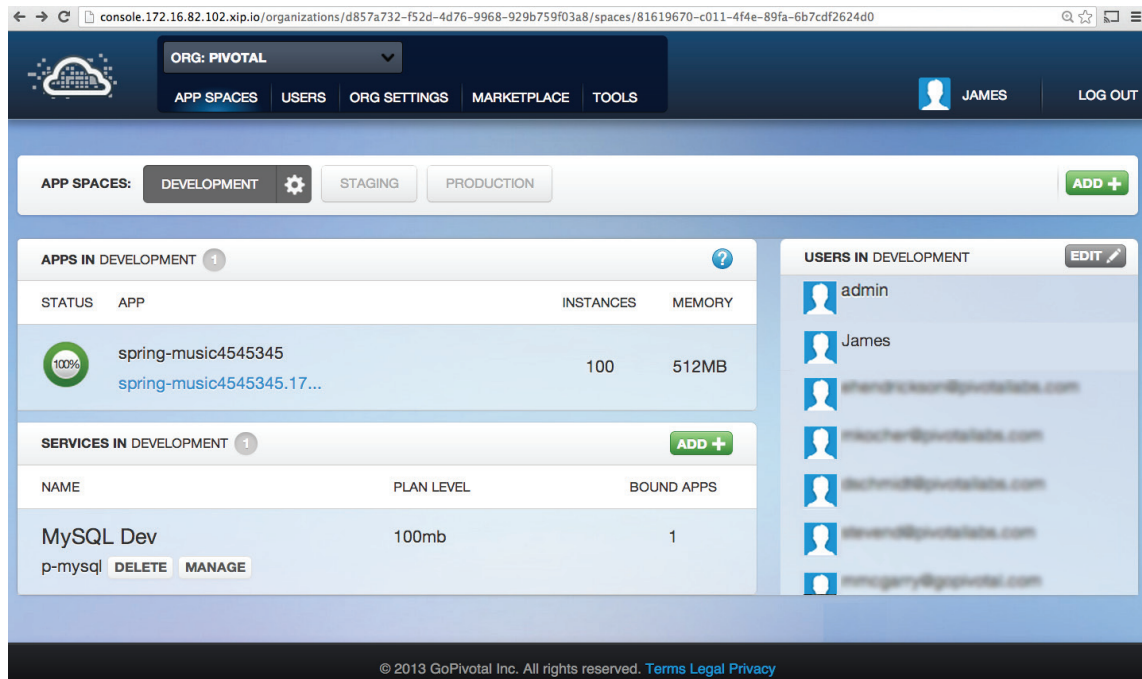 console.172.16.82.102.xip.io/organizations/d857a732-f52d-4d76-9968-929b759f03a8/spaces/81619670-c011-4f4e-89fa-6b7cdf2624d0
ORG: PIVOTAL
APP SPACES USERS ORG SETTINGS MARKETPLACE TOOLS
JAMES LOG OUT
APP SPACES: DEVELOPMENT STAGING PRODUCTION ADD +
APPS IN DEVELOPMENT 1 ?
STATUS APP INSTANCES MEMORY
100% spring-music4545345 100 512MB
spring-music4545345.17...
SERVICES IN DEVELOPMENT 1 ADD +
NAME PLAN LEVEL BOUND APPS
MySQL Dev 100mb 1
p-mysql DELETE MANAGE
USERS IN DEVELOPMENT EDIT
admin
James
© 2013 GoPivotal Inc. All rights reserved. Terms Legal Privacy